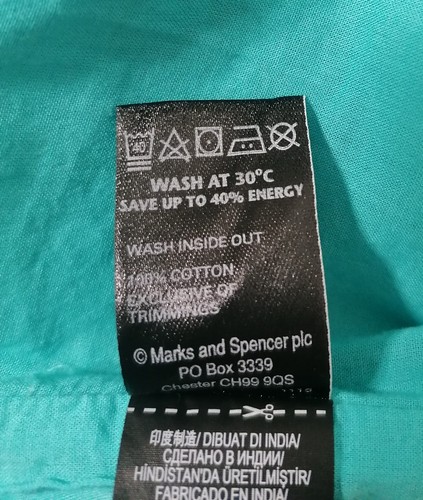 40
WASH AT 30°C
SAVE UP TO 40% ENERGY
WASH INSIDE OUT
100% COTTON
EXCLUSIVE OF
TRIMMINGS
© Marks and Spencer plc
PO Box 3339
Chester CH99 9QS
印度制造/ DIBUAT DI INDIA/
СДЕЛАНО В ИНДИИ/
HİNDİSTAN'DA ÜRETİLMİŞTİR/
FABRICADO EN INDIA/